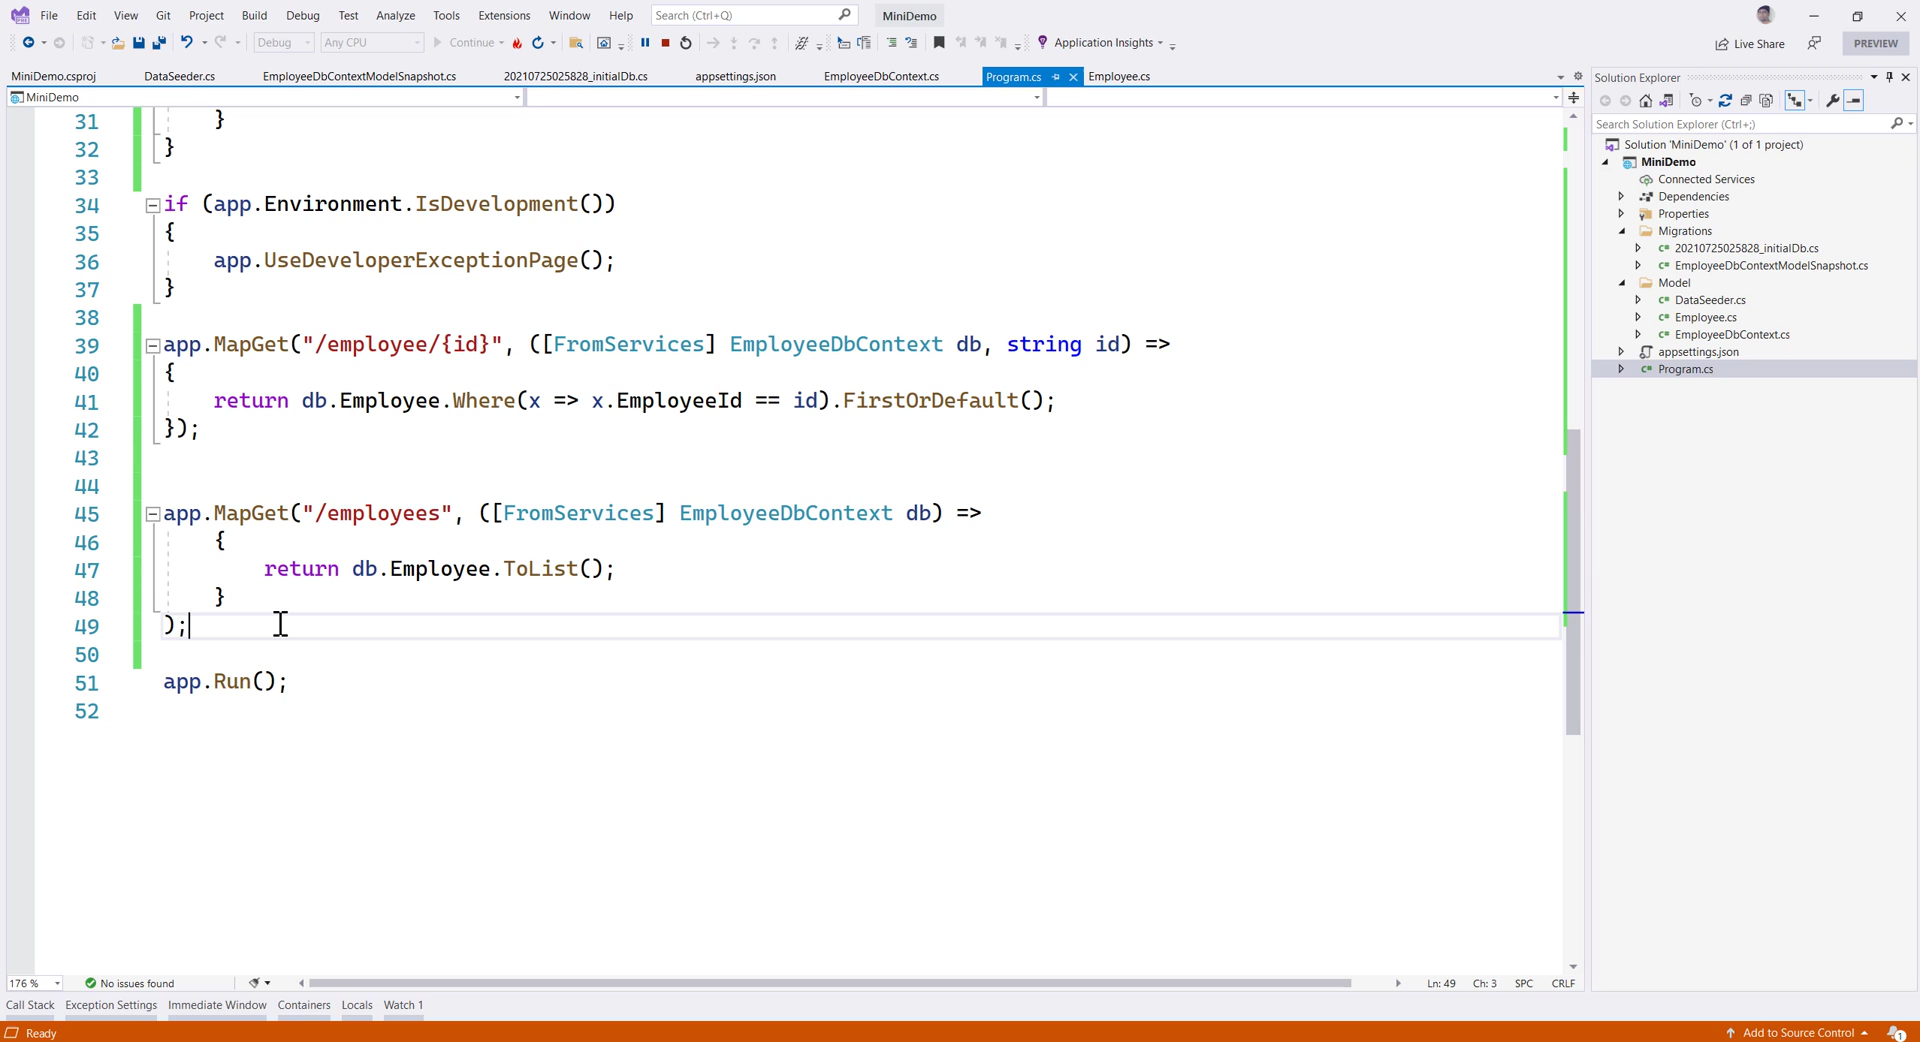 File Edit View Git Project Build Debug Test Analyze Tools Extensions Window Help Search (Ctrl+Q) MiniDemo
Debug Any CPU Continue Application Insights Live Share PREVIEW
MiniDemo.csproj DataSeeder.cs EmployeeDbContextModelSnapshot.cs 20210725025828_initialDb.cs appsettings.json EmployeeDbContext.cs Program.cs Employee.cs
MiniDemo
31 }
32 }
33
34 if (app.Environment.IsDevelopment())
35 {
36 app.UseDeveloperExceptionPage();
37 }
38
39 app.MapGet("/employee/{id}", ([FromServices] EmployeeDbContext db, string id) =>
40 {
41 return db.Employee.Where(x => x.EmployeeId == id).FirstOrDefault();
42 });
43
44
45 app.MapGet("/employees", ([FromServices] EmployeeDbContext db) =>
46 {
47 return db.Employee.ToList();
48 }
49 );
50
51 app.Run();
52
176 % No issues found Ln: 49 Ch: 3 SPC CRLF
Call Stack Exception Settings Immediate Window Containers Locals Watch 1
Ready Add to Source Control 1
Solution Explorer
Search Solution Explorer (Ctrl+;)
Solution 'MiniDemo' (1 of 1 project)
MiniDemo
Connected Services
Dependencies
Properties
Migrations
C# 20210725025828_initialDb.cs
C# EmployeeDbContextModelSnapshot.cs
Model
C# DataSeeder.cs
C# Employee.cs
C# EmployeeDbContext.cs
appsettings.json
C# Program.cs